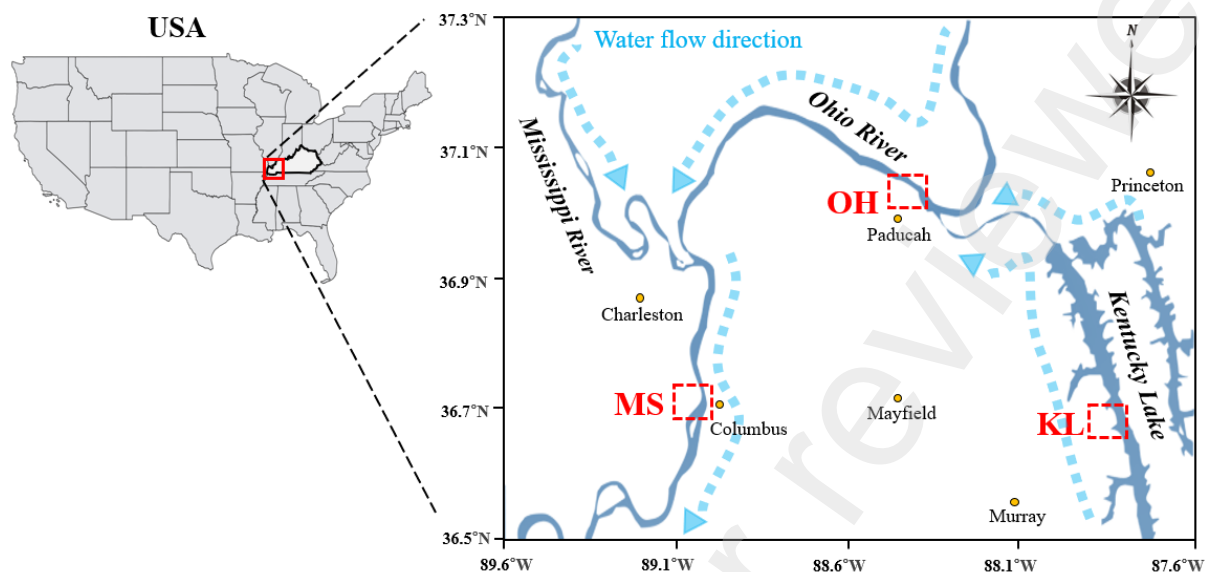 USA
37.3°N
37.1°N
36.9°N
36.7°N
36.5°N
89.6°W
89.1°W
88.6°W
88.1°W
87.6°W
Water flow direction
N
Mississippi River
Ohio River
OH
Paducah
Princeton
Charleston
Kentucky Lake
MS
Columbus
Mayfield
KL
Murray
r reviewe